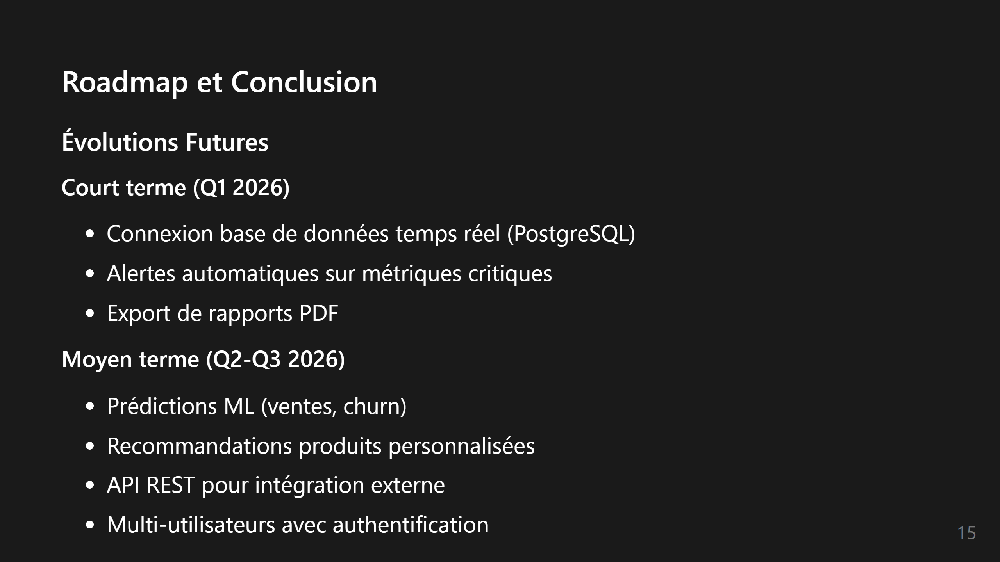 Roadmap et Conclusion
Évolutions Futures
Court terme (Q1 2026)
• Connexion base de données temps réel (PostgreSQL)
• Alertes automatiques sur métriques critiques
• Export de rapports PDF
Moyen terme (Q2-Q3 2026)
• Prédictions ML (ventes, churn)
• Recommandations produits personnalisées
• API REST pour intégration externe
• Multi-utilisateurs avec authentification
15